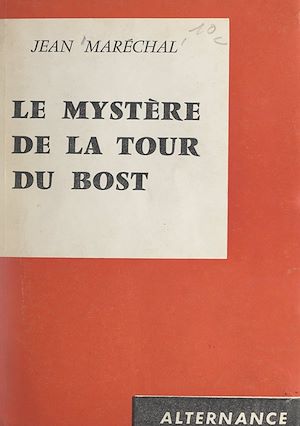 JEAN MARÉCHAL
LE MYSTÈRE
DE LA TOUR
DU BOST
ALTERNANCE